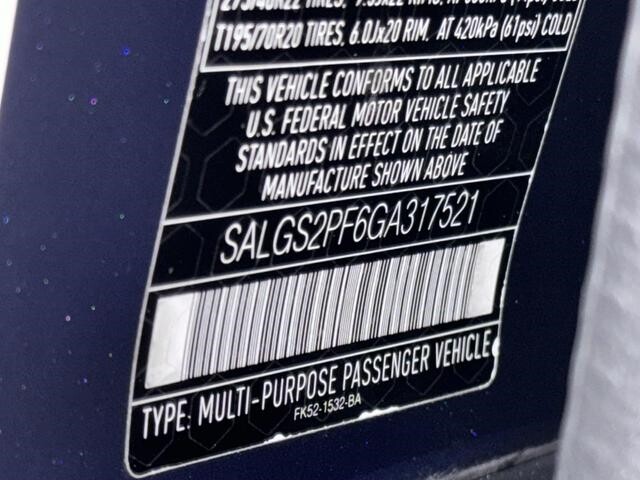 T195/70R20 TIRES. 6.0Jx20 RIM. AT 420kPa (61psi) COLD
THIS VEHICLE CONFORMS TO ALL APPLICABLE
U.S. FEDERAL MOTOR VEHICLE SAFETY
STANDARDS IN EFFECT ON THE DATE OF
MANUFACTURE SHOWN ABOVE
SALGS2PF6GA317521
TYPE: MULTI-PURPOSE PASSENGER VEHICLE
FK52-1532-BA